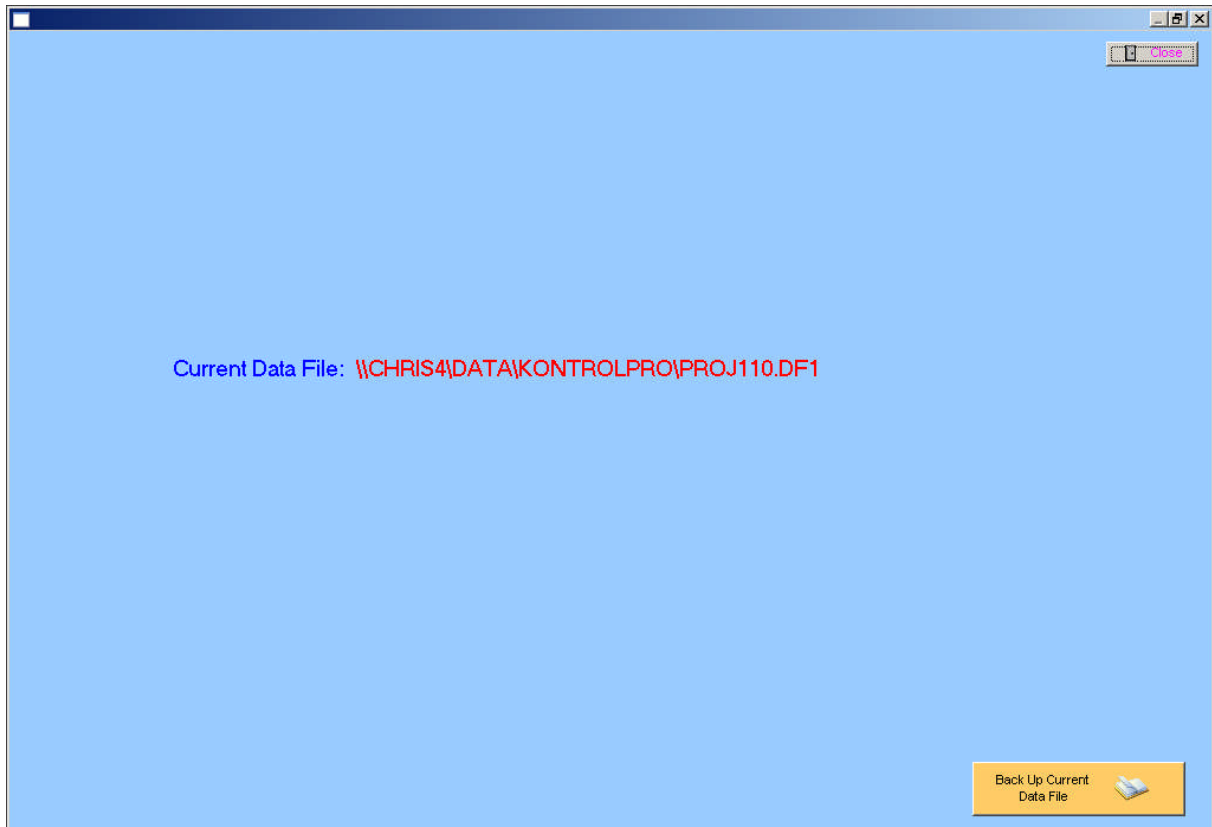 Close
Current Data File: \\CHRIS4\DATA\KONTROLPRO\PROJ110.DF1
Back Up Current
Data File